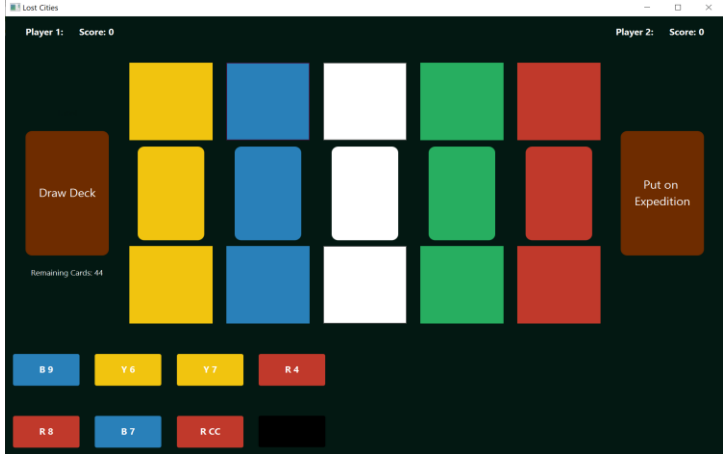 Lost Cities
Player 1: Score: 0
Player 2: Score: 0
Draw Deck
Put on
Expedition
Remaining Cards: 44
B 9
Y 6
Y 7
R 4
R 8
B 7
R CC